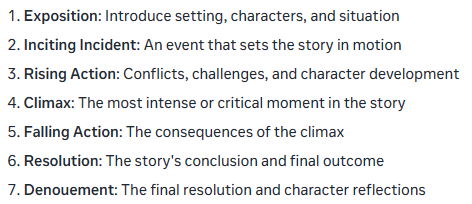 1. Exposition: Introduce setting, characters, and situation
2. Inciting Incident: An event that sets the story in motion
3. Rising Action: Conflicts, challenges, and character development
4. Climax: The most intense or critical moment in the story
5. Falling Action: The consequences of the climax
6. Resolution: The story's conclusion and final outcome
7. Denouement: The final resolution and character reflections